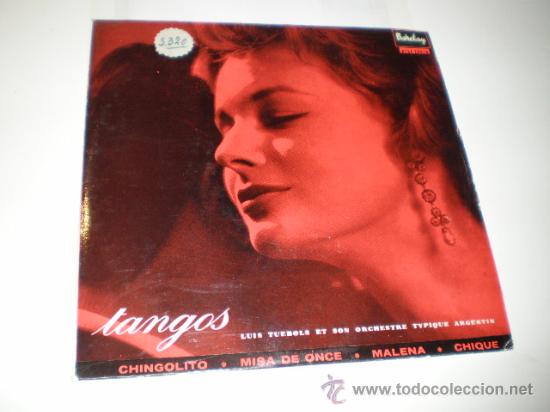 3.320
Barclay
tangos
LUIS TUEBOLS ET SON ORCHESTRE TYPIQUE ARGENTIN
CHINGOLITO • MISA DE ONCE • MALENA • CHIQUE
www.todocoleccion.net